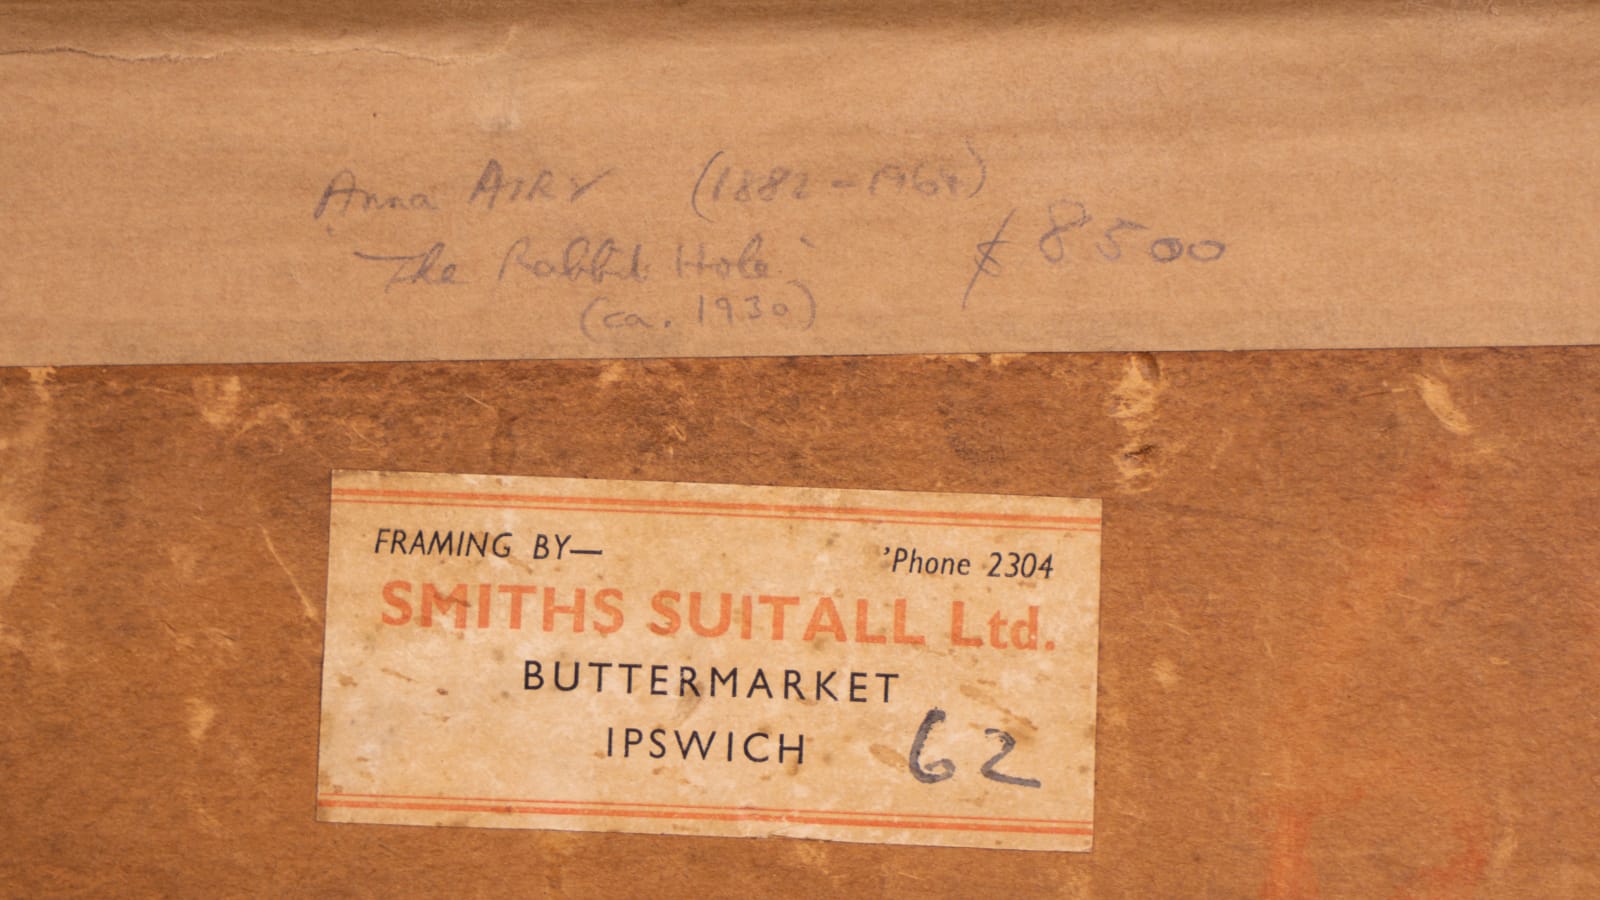 Anna AIRY (1882-1964)
'The Rabbit Hole'
$8500
(ca. 1930)
FRAMING BY— 'Phone 2304
SMITHS SUITALL Ltd.
BUTTERMARKET
IPSWICH
62